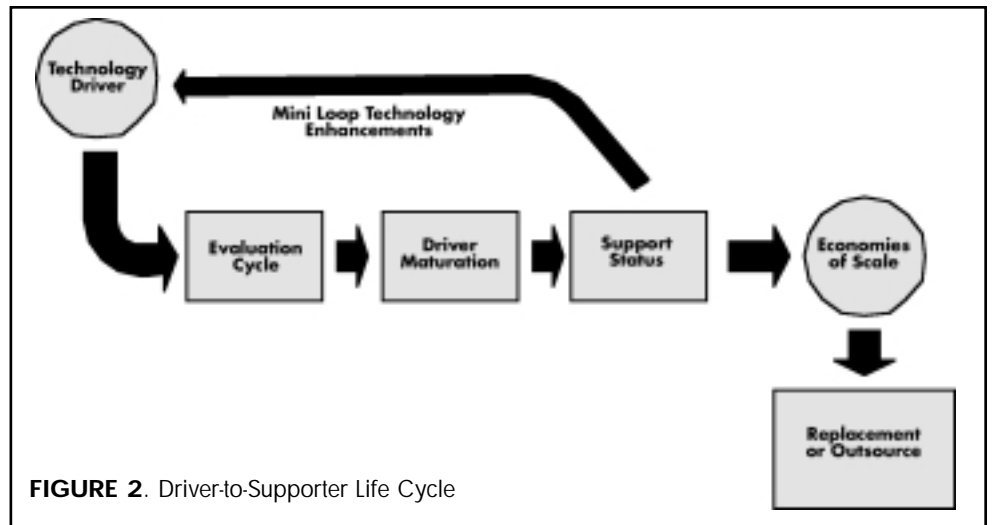 Technology
Driver
Mini Loop Technology
Enhancements
Evaluation
Cycle
Driver
Maturation
Support
Status
Economies
of Scale
Replacement
or Outsource
FIGURE 2. Driver-to-Supporter Life Cycle